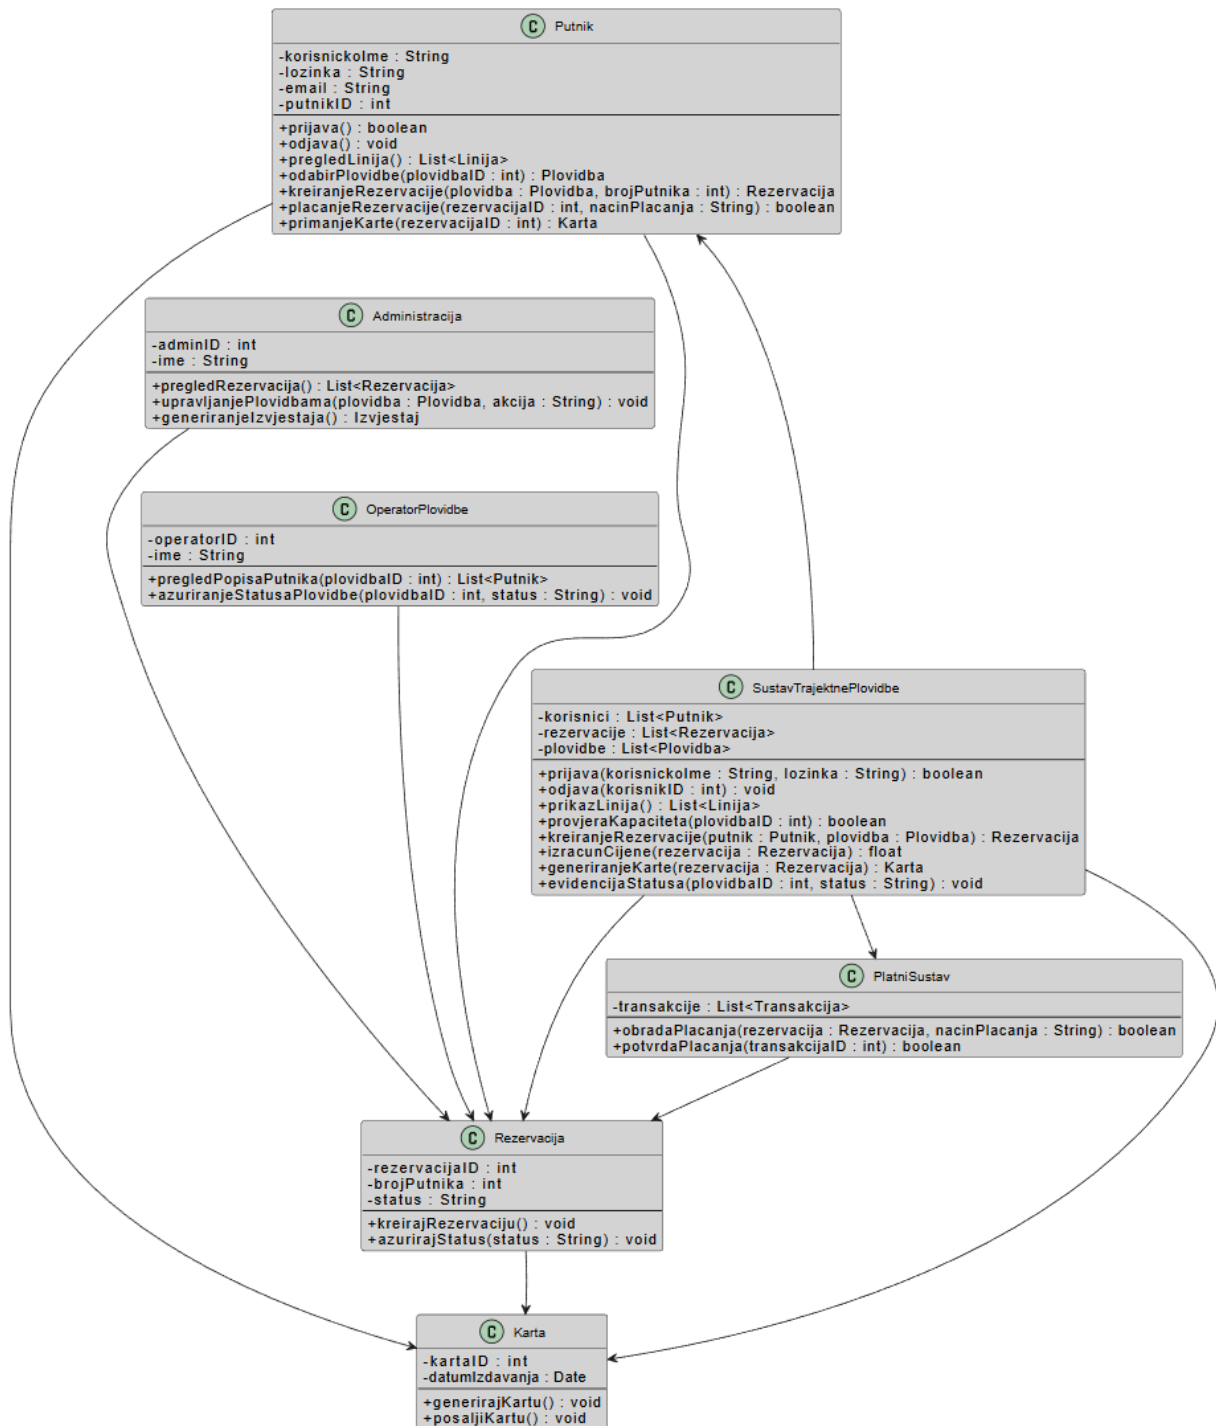 C Putnik
-korisnickoIme : String
-lozinka : String
-email : String
-putnikID : int
+prijava() : boolean
+odjava() : void
+pregledLinija() : List<Linija>
+odabirPlovidbe(plovidbaID : int) : Plovidba
+kreiranjeRezervacije(plovidba : Plovidba, brojPutnika : int) : Rezervacija
+placanjeRezervacije(rezervacijaID : int, nacinPlacanja : String) : boolean
+primanjeKarte(rezervacijaID : int) : Karta
C Administracija
-adminID : int
-ime : String
+pregledRezervacija() : List<Rezervacija>
+upravljanjePlovidbama(plovidba : Plovidba, akcija : String) : void
+generiranjeIzvjestaja() : Izvjestaj
C OperatorPlovidbe
-operatorID : int
-ime : String
+pregledPopisaPutnika(plovidbaID : int) : List<Putnik>
+azuriranjeStatusaPlovidbe(plovidbaID : int, status : String) : void
C SustavTrajektnePlovidbe
-korisnici : List<Putnik>
-rezervacije : List<Rezervacija>
-plovidbe : List<Plovidba>
+prijava(korisnickoIme : String, lozinka : String) : boolean
+odjava(korisnikID : int) : void
+prikazLinija() : List<Linija>
+provjeraKapaciteta(plovidbaID : int) : boolean
+kreiranjeRezervacije(putnik : Putnik, plovidba : Plovidba) : Rezervacija
+izracunCijene(rezervacija : Rezervacija) : float
+generiranjeKarte(rezervacija : Rezervacija) : Karta
+evidencijaStatusa(plovidbaID : int, status : String) : void
C PlatniSustav
-transakcije : List<Transakcija>
+obradaPlacanja(rezervacija : Rezervacija, nacinPlacanja : String) : boolean
+potvrdaPlacanja(transakcijaID : int) : boolean
C Rezervacija
-rezervacijaID : int
-brojPutnika : int
-status : String
+kreirajRezervaciju() : void
+azurirajStatus(status : String) : void
C Karta
-kartaID : int
-datumIzdavanja : Date
+generirajKartu() : void
+posaljiKartu() : void